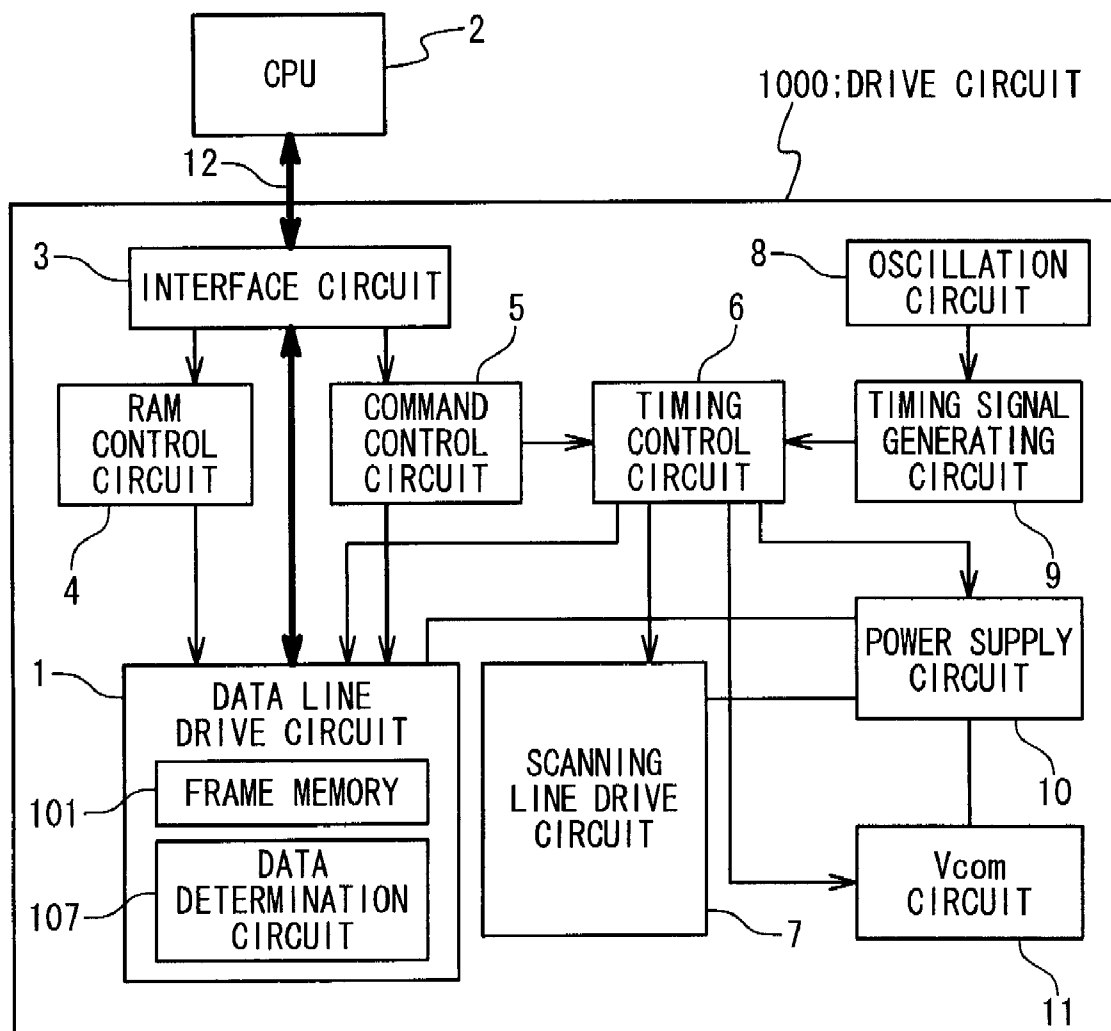 2
CPU
1000;DRIVE CIRCUIT
12
3
INTERFACE CIRCUIT
8
OSCILLATION
CIRCUIT
5
6
RAM
CONTROL
CIRCUIT
COMMAND
CONTROL
CIRCUIT
TIMING
CONTROL
CIRCUIT
TIMING SIGNAL
GENERATING
CIRCUIT
4
9
1
DATA LINE
DRIVE CIRCUIT
POWER SUPPLY
CIRCUIT
101
FRAME MEMORY
SCANNING
LINE DRIVE
CIRCUIT
10
107
DATA
DETERMINATION
CIRCUIT
Vcom
CIRCUIT
7
11